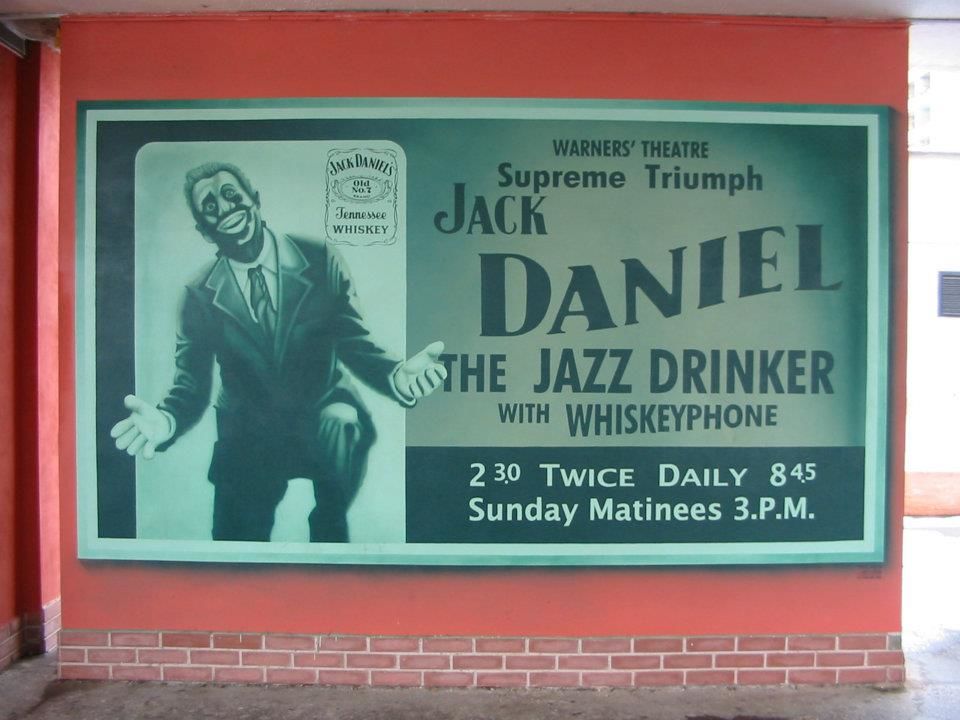 JACK DANIEL'S
Old
No.7
BRAND
Tennessee
WHISKEY
WARNERS' THEATRE
Supreme Triumph
JACK
DANIEL
THE JAZZ DRINKER
WITH WHISKEYPHONE
2 30 TWICE DAILY 8 45
Sunday Matinees 3.P.M.